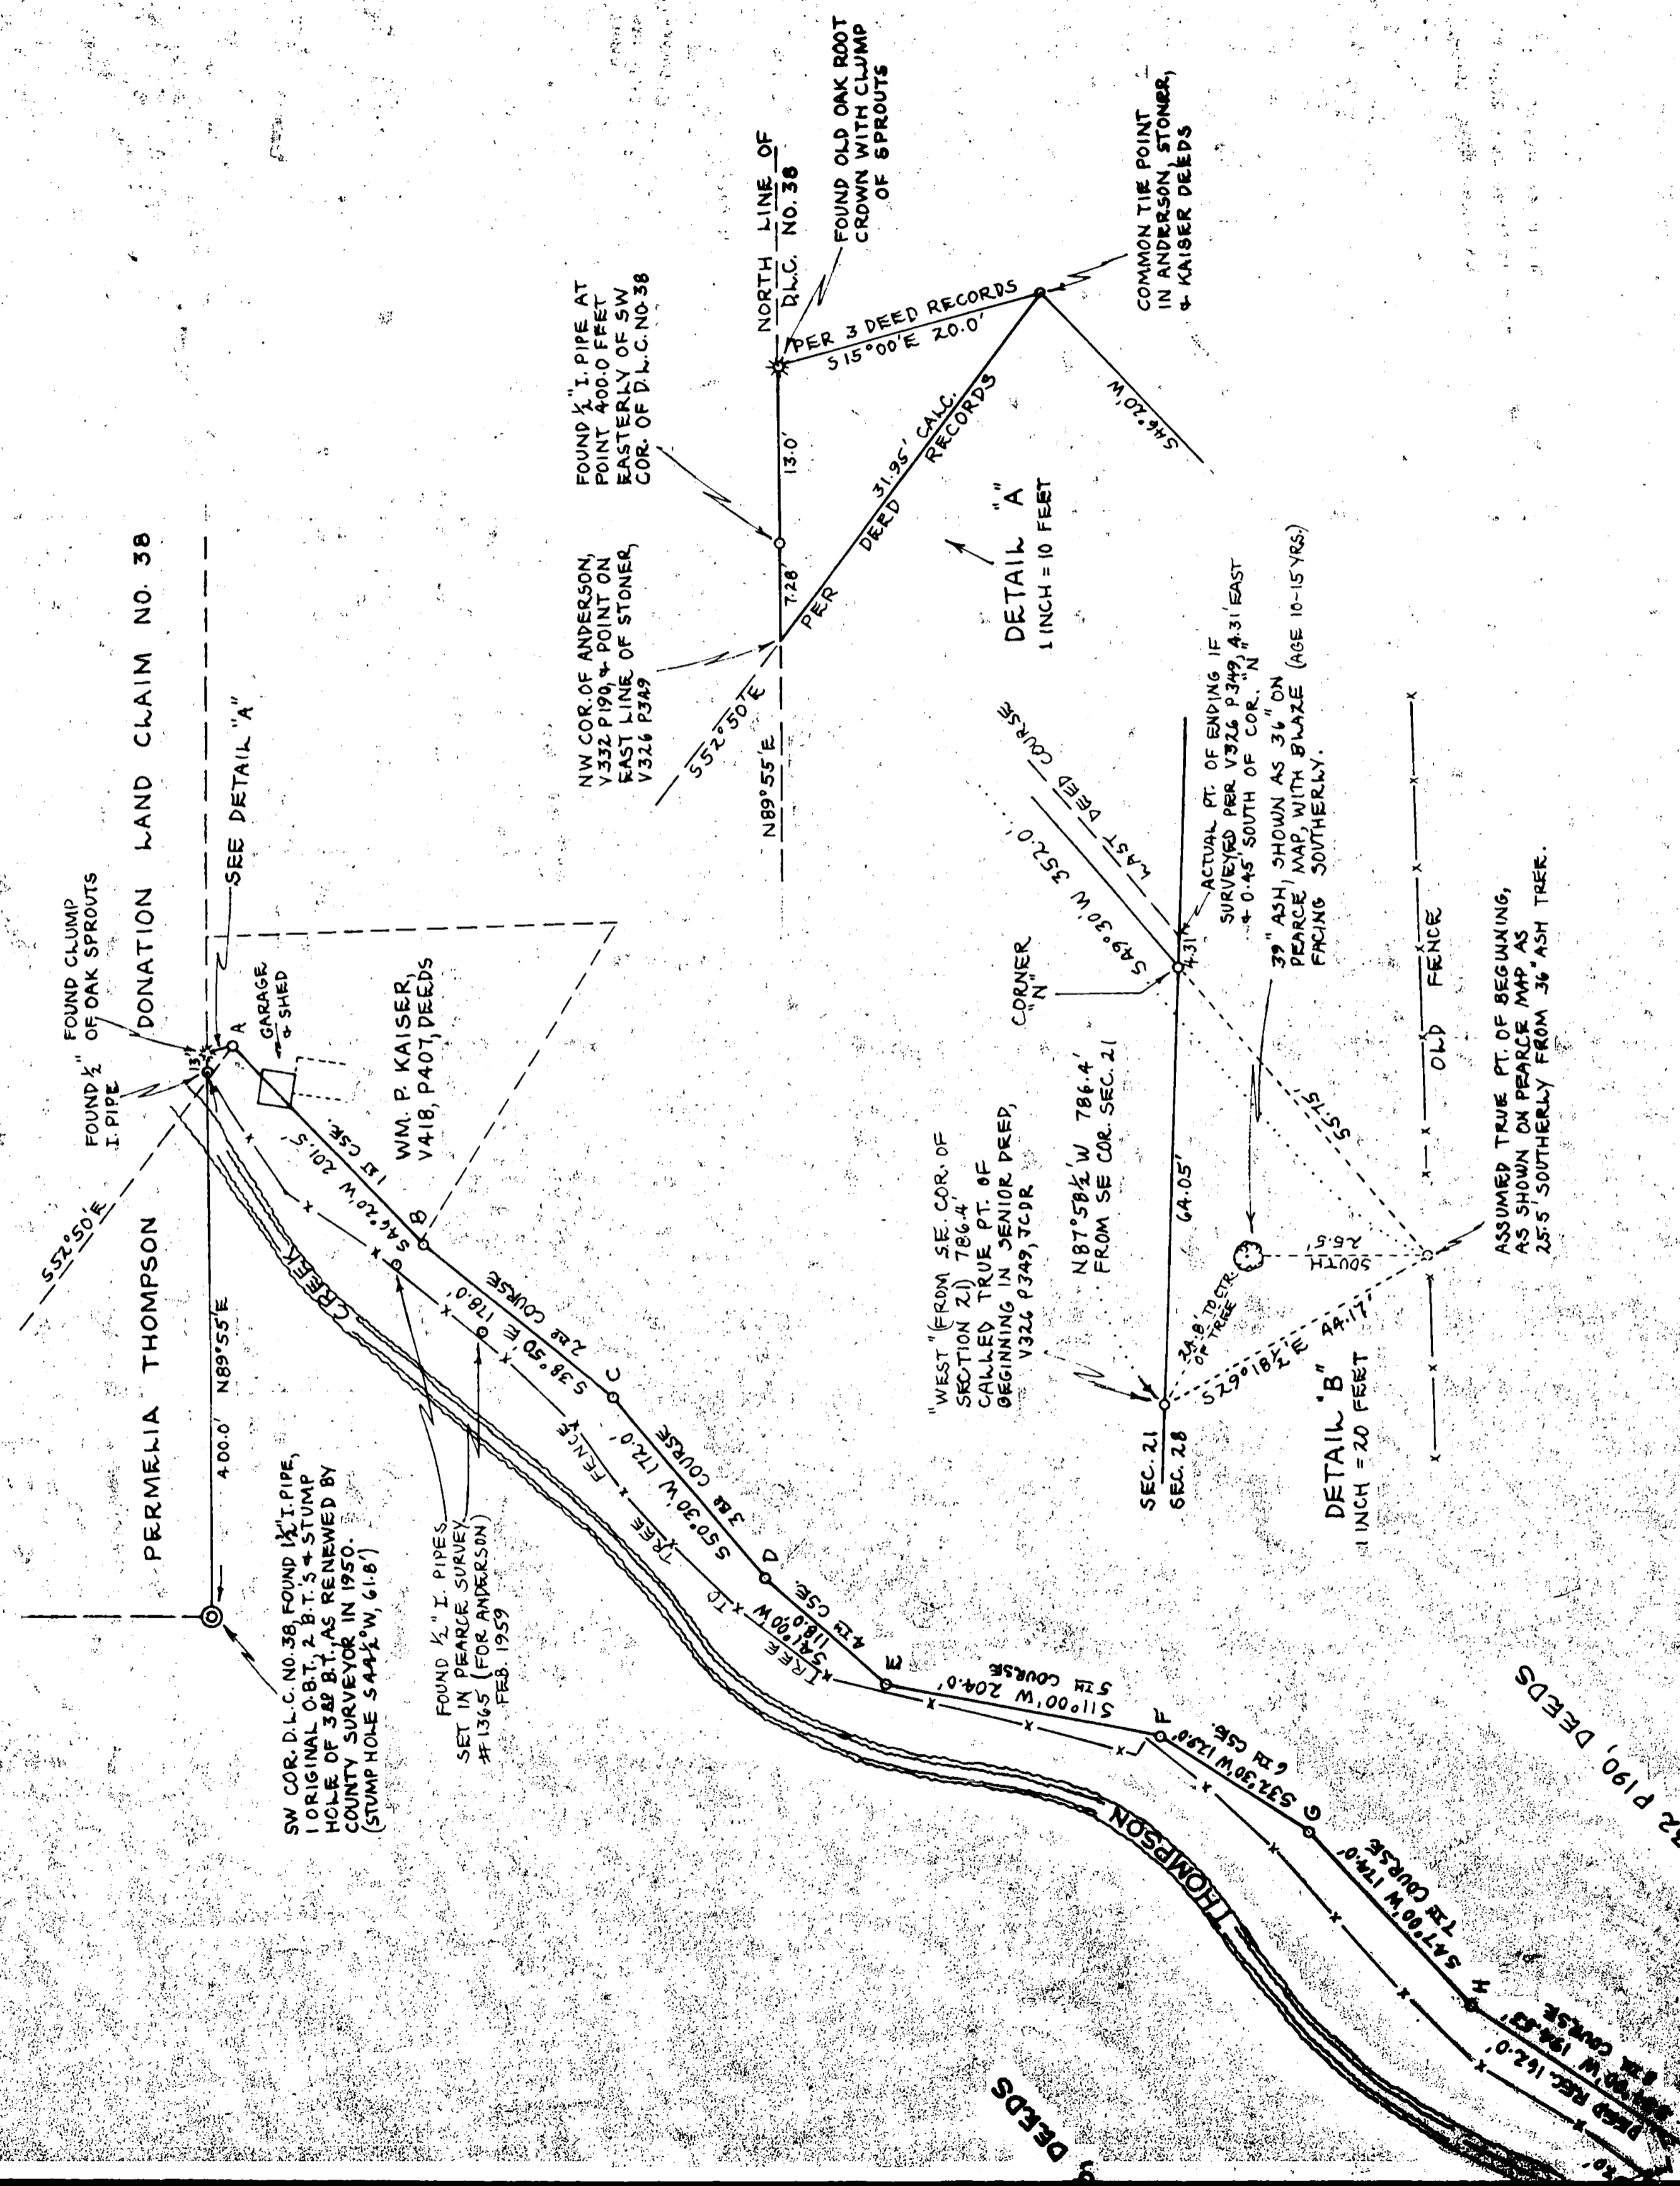 PERMELIA THOMPSON
DONATION LAND CLAIM NO. 38
S52°50'E
400.0'
N89°55'E
FOUND ½"
I. PIPE
FOUND CLUMP
OF OAK SPROUTS
13'
A
SEE DETAIL "A"
GARAGE
& SHED
WM. P. KAISER,
V418, P407, DEEDS
SW COR. D.L.C. NO.38, FOUND 1½" I. PIPE,
1 ORIGINAL O.B.T., 2 B.T.'S & STUMP
HOLE OF 3RD B.T., AS RENEWED BY
COUNTY SURVEYOR IN 1950.
(STUMP HOLE S44½°W, 61.8')
FOUND ½" I. PIPES
SET IN PEARCE SURVEY
#1365 (FOR ANDERSON)
FEB. 1959
CREEK
S46°20'W 201.5'
1ST CSE.
B
S38°50'E 178.0'
2ND COURSE
C
S50°30'W 172.0'
3RD COURSE
D
TREE TO TREE FENCE
S41°00'W
118.0'
4TH CSE.
E
S11°00'W 204.0'
5TH COURSE
F
S32°30'W 129.0'
6TH CSE.
G
S47°00'W 174.0'
7TH COURSE
H
THOMPSON
DEED REC. 162.0'
W 194.53'
8TH COURSE
DEEDS
P190, DEEDS
NW COR. OF ANDERSON,
V332 P190, & POINT ON
EAST LINE OF STONER,
V326 P349
FOUND ½" I. PIPE AT
POINT 400.0 FEET
EASTERLY OF SW
COR. OF D.L.C. NO.38
NORTH LINE OF
D.L.C. NO. 38
FOUND OLD OAK ROOT
CROWN WITH CLUMP
OF SPROUTS
S52°50'E
N89°55'E
7.28'
13.0'
PER 3 DEED RECORDS
S15°00'E 20.0'
31.95' CALC.
PER DEED RECORDS
S46°20'W
COMMON TIE POINT
IN ANDERSON, STONER,
& KAISER DEEDS
DETAIL "A"
1 INCH = 10 FEET
"WEST" (FROM S.E. COR. OF
SECTION 21) 786.4'
CALLED TRUE PT. OF
BEGINNING IN SENIOR DEED,
V326 P349, JCDR
CORNER
"N"
N87°58½'W 786.4'
FROM SE COR. SEC. 21
S49°30'W 352.0'
LAST DEED COURSE
SEC. 21
SEC. 28
64.05'
4.31'
ACTUAL PT. OF ENDING IF
SURVEYED PER V326 P349, 4.31' EAST
& 0.45' SOUTH OF COR. "N"
39" ASH, SHOWN AS 36" ON
PEARCE MAP, WITH BLAZE (AGE 10-15 YRS.)
FACING SOUTHERLY.
24.8' TO CTR.
OF TREE
S29°18½'E 44.17'
SOUTH
25.5'
55.75'
DETAIL "B"
1 INCH = 20 FEET
OLD FENCE
ASSUMED TRUE PT. OF BEGINNING,
AS SHOWN ON PEARCE MAP AS
25.5' SOUTHERLY FROM 36" ASH TREE.